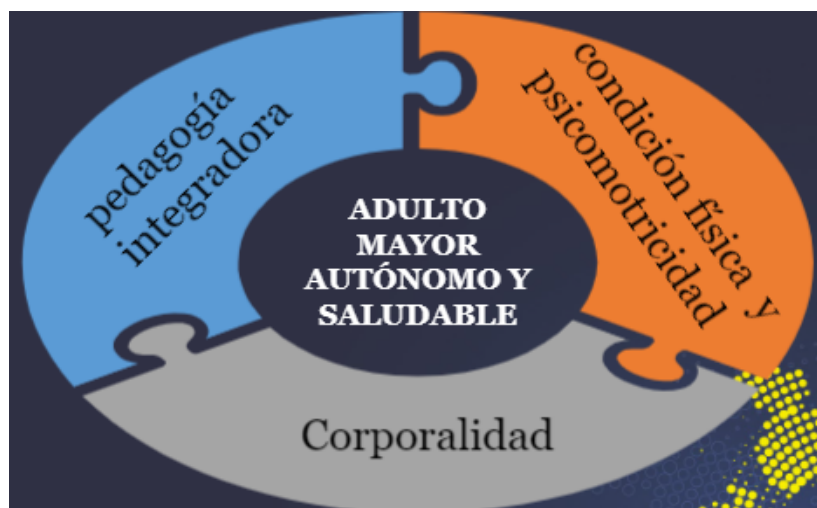 pedagogía
integradora
condición física y
psicomotricidad
ADULTO
MAYOR
AUTÓNOMO Y
SALUDABLE
Corporalidad